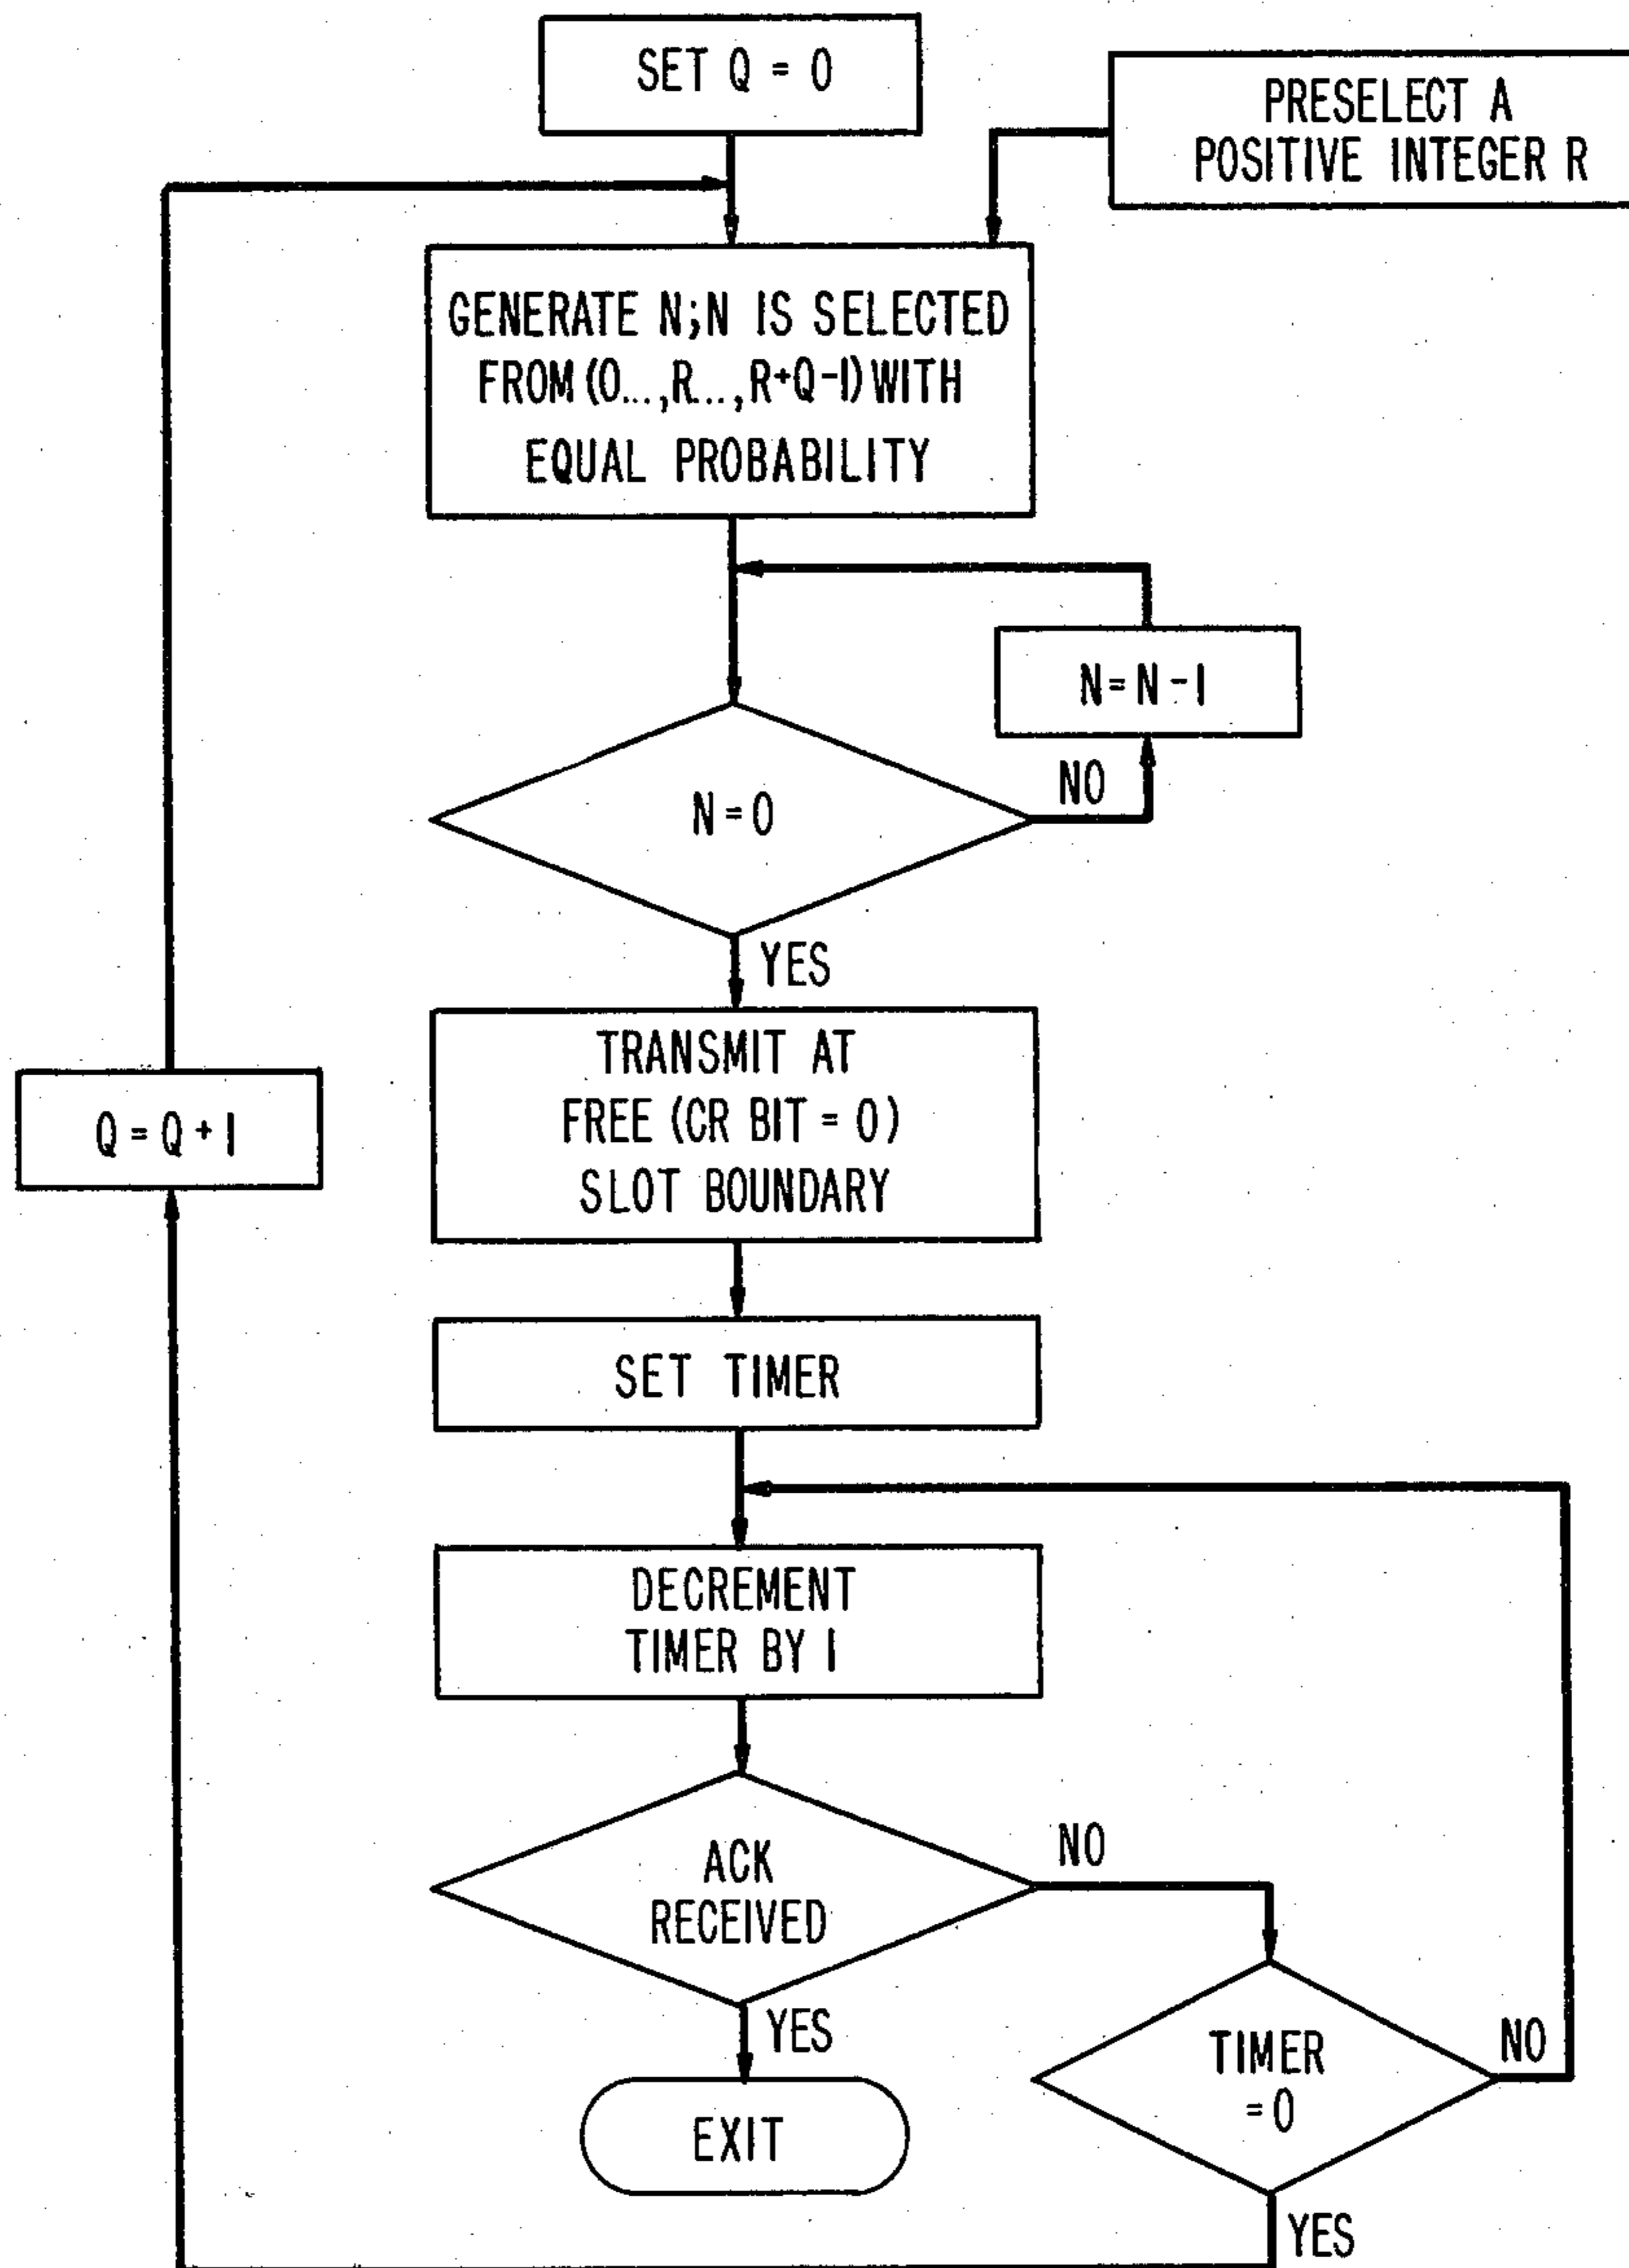 SET Q = 0
PRESELECT A
POSITIVE INTEGER R
GENERATE N;N IS SELECTED
FROM (0...,R...,R+Q-1) WITH
EQUAL PROBABILITY
N=N-1
N=0
NO
YES
TRANSMIT AT
FREE (CR BIT = 0)
SLOT BOUNDARY
Q = Q + 1
SET TIMER
DECREMENT
TIMER BY 1
ACK
RECEIVED
NO
YES
TIMER
=0
NO
EXIT
YES